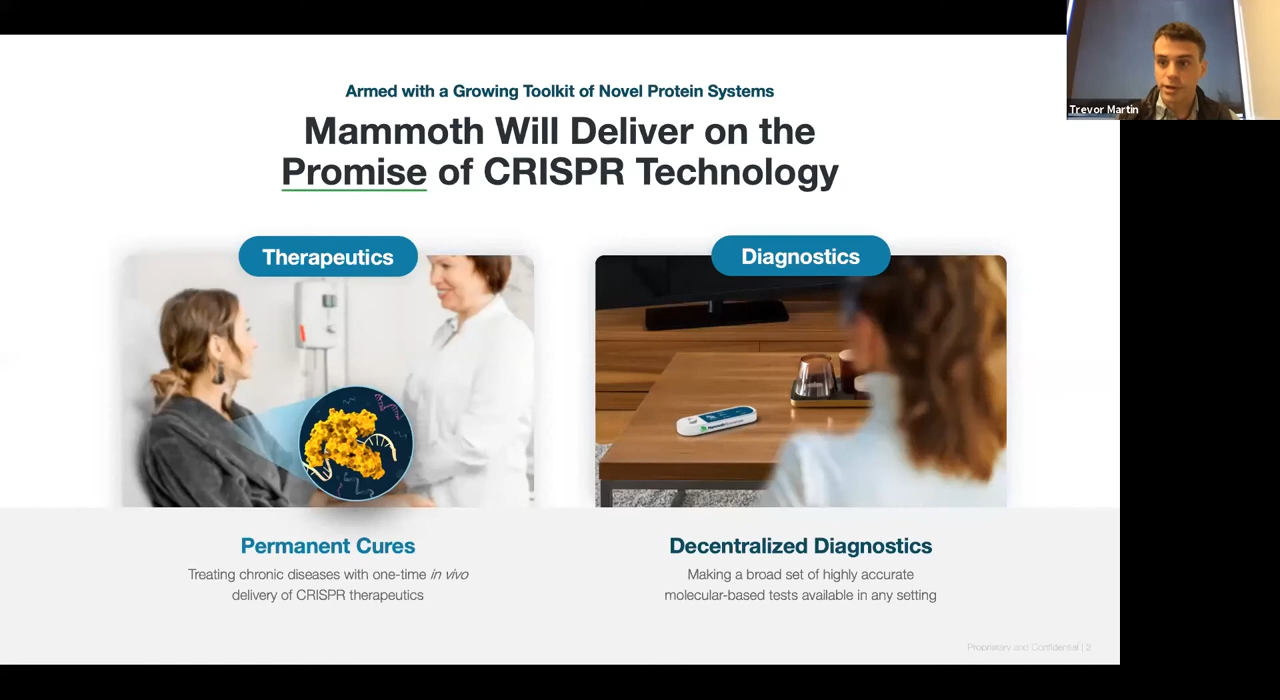 Armed with a Growing Toolkit of Novel Protein Systems
Mammoth Will Deliver on the
Promise of CRISPR Technology
Trevor Martin
Therapeutics
Diagnostics
Permanent Cures
Treating chronic diseases with one-time in vivo
delivery of CRISPR therapeutics
Decentralized Diagnostics
Making a broad set of highly accurate
molecular-based tests available in any setting
Proprietary and Confidential | 2